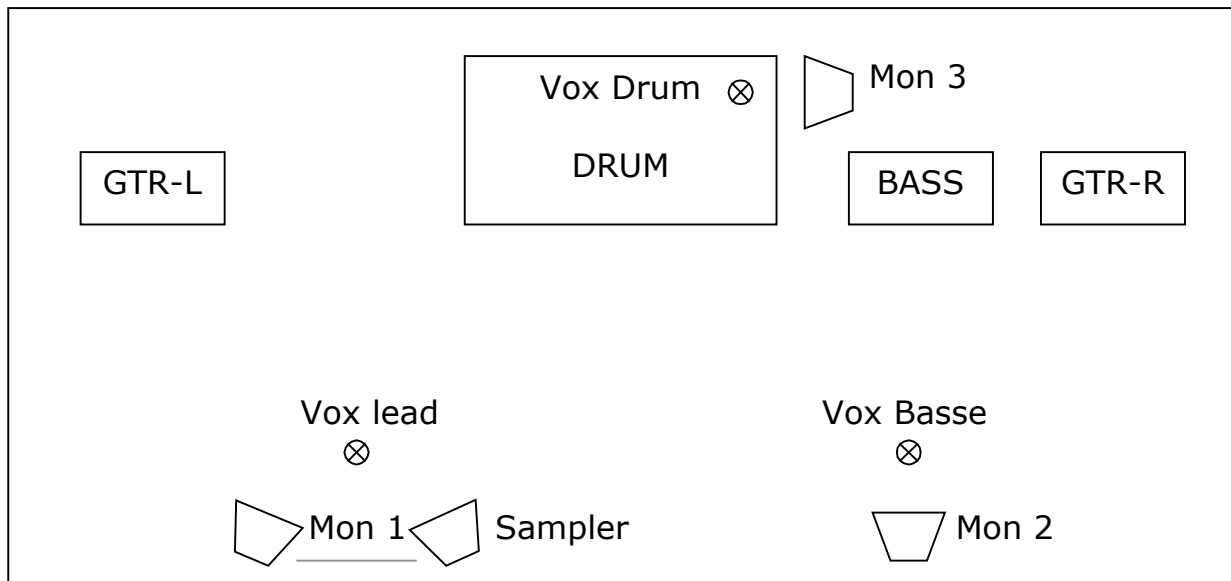 Vox Drum
Mon 3
GTR-L
DRUM
BASS
GTR-R
Vox lead
Vox Basse
Mon 1
Sampler
Mon 2